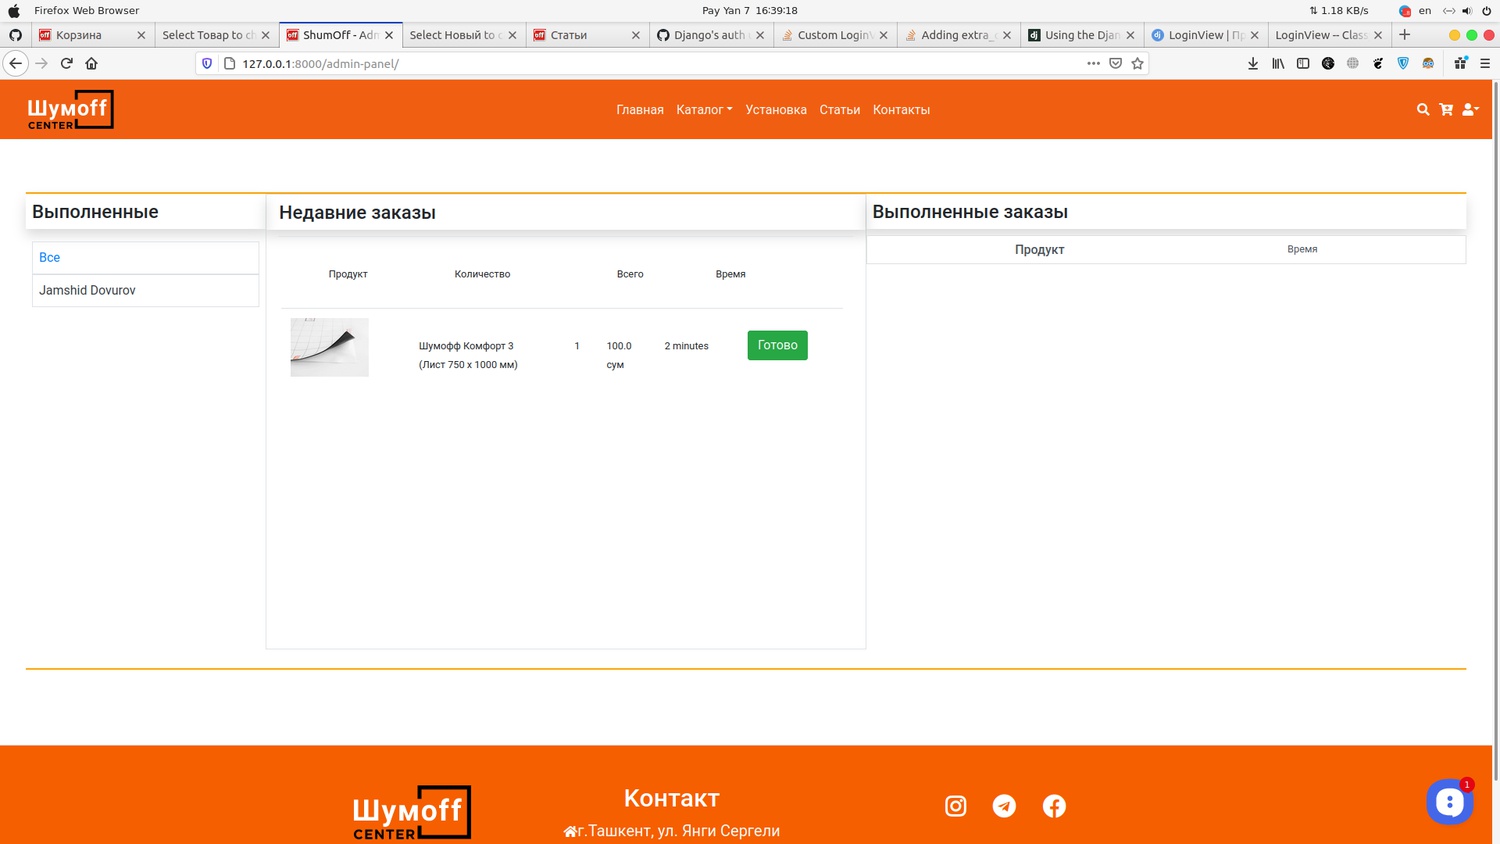 Firefox Web Browser
Pay Yan 7 16:39:18
1.18 KB/s
en
Корзина
Select Товар to ch
ShumOff - Adm
Select Новый to c
Статьи
Django's auth
Custom LoginV
Adding extra_
Using the Djan
LoginView | Пр
LoginView -- Class
127.0.0.1:8000/admin-panel/
Шумoff
CENTER
Главная
Каталог
Установка
Статьи
Контакты
Выполненные
Недавние заказы
Выполненные заказы
Все
Jamshid Dovurov
Продукт
Количество
Всего
Время
Продукт
Время
Шумофф Комфорт 3
(Лист 750 х 1000 мм)
1
100.0
сум
2 minutes
Готово
Шумoff
CENTER
Контакт
г.Ташкент, ул. Янги Сергели
1